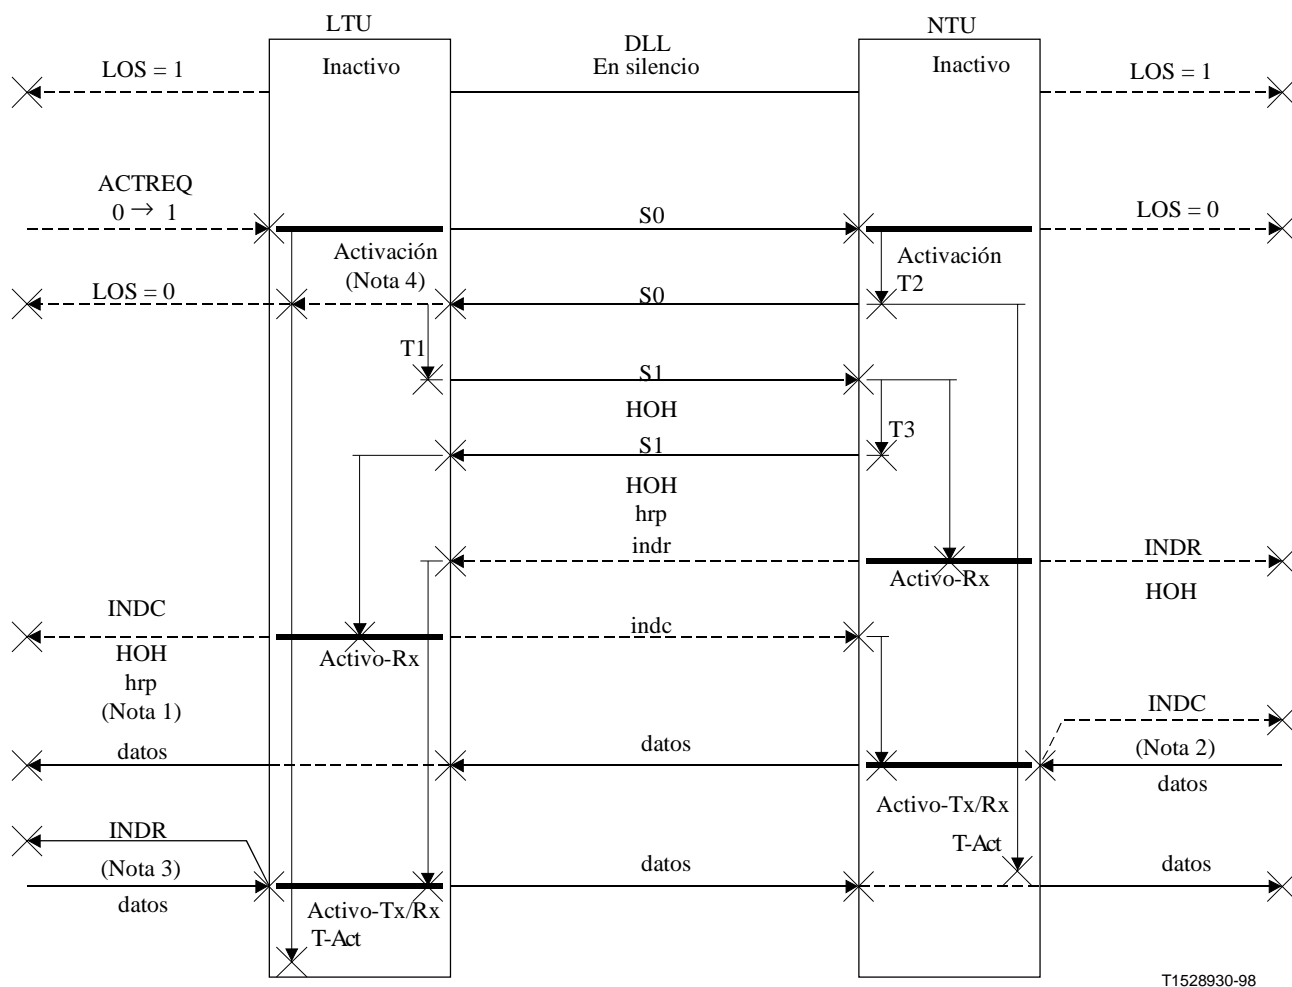 LTU
NTU
DLL
En silencio
Inactivo
Inactivo
LOS = 1
LOS = 1
ACTREQ
0 → 1
S0
LOS = 0
Activación
(Nota 4)
Activación
T2
LOS = 0
S0
T1
S1
HOH
T3
S1
HOH
hrp
indr
INDR
Activo-Rx
HOH
INDC
indc
HOH
Activo-Rx
hrp
(Nota 1)
INDC
datos
datos
(Nota 2)
datos
Activo-Tx/Rx
INDR
T-Act
(Nota 3)
datos
datos
datos
Activo-Tx/Rx
T-Act
T1528930-98